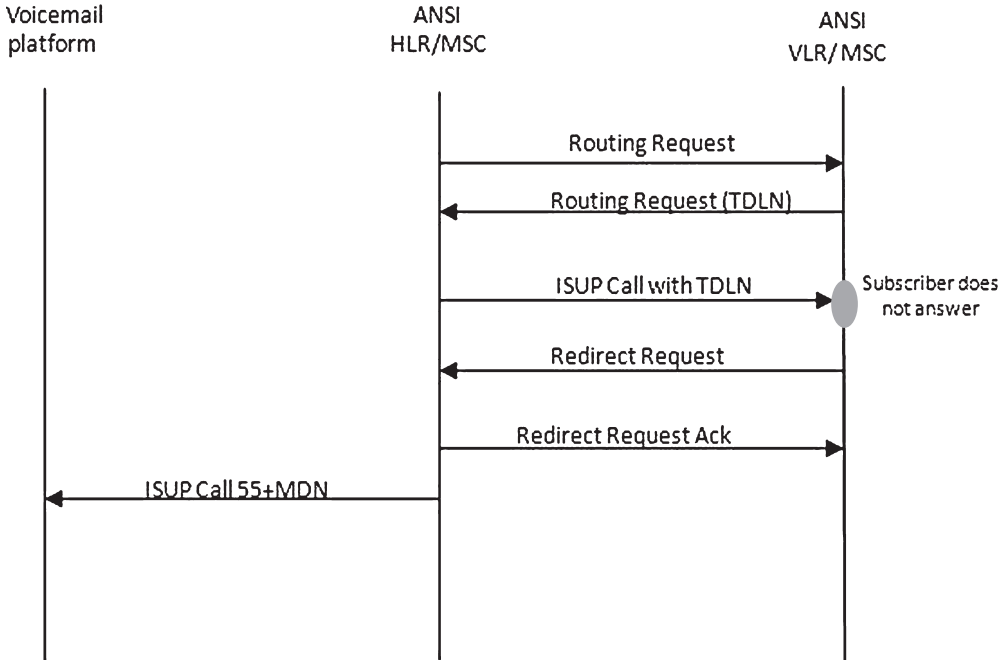 Voicemail
platform
ANSI
HLR/MSC
ANSI
VLR/MSC
Routing Request
Routing Request (TDLN)
ISUP Call with TDLN
Subscriber does
not answer
Redirect Request
Redirect Request Ack
ISUP Call 55+MDN